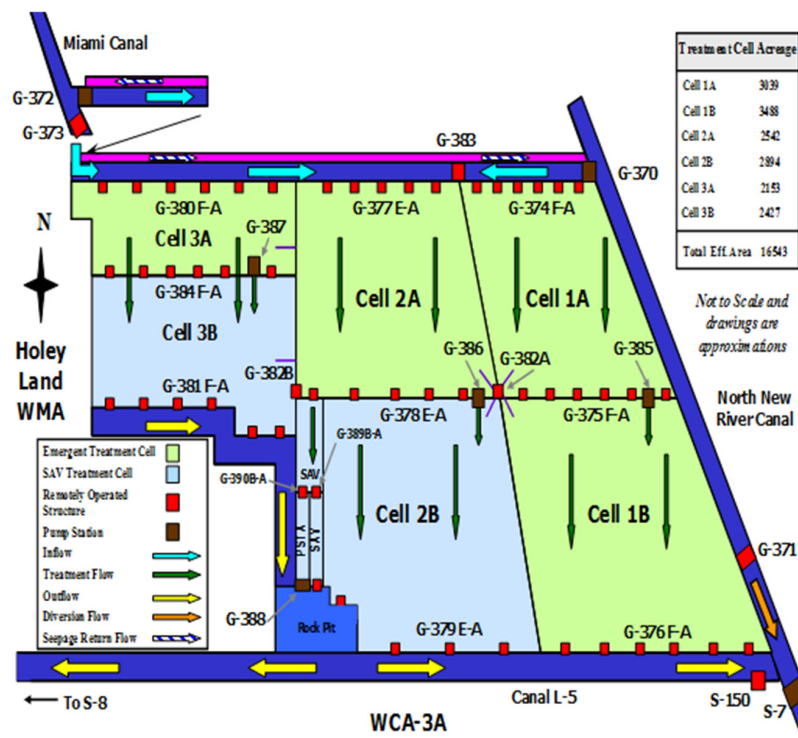 Miami Canal
G-372
G-373
G-383
G-370
Treatment Cell Acreage
Cell 1A 3039
Cell 1B 3488
Cell 2A 2542
Cell 2B 2894
Cell 3A 2153
Cell 3B 2427
Total Eff. Area 16543
Not to Scale and
drawings are
approximations
N
G-380 F-A
G-377 E-A
G-374 F-A
Cell 3A
G-387
Cell 2A
Cell 1A
G-384 F-A
Cell 3B
G-386
G-382A
G-385
Holey
Land
WMA
G-382B
G-381 F-A
G-378 E-A
G-375 F-A
North New
River Canal
G-389B-A
G-390B-A
SAV
PSTA
SAV
Cell 2B
Cell 1B
Emergent Treatment Cell
SAV Treatment Cell
Remotely Operated
Structure
Pump Station
Inflow
Treatment Flow
Outflow
Diversion Flow
Seepage Return Flow
G-371
G-388
Rock Pit
G-379 E-A
G-376 F-A
To S-8
Canal L-5
S-150
S-7
WCA-3A